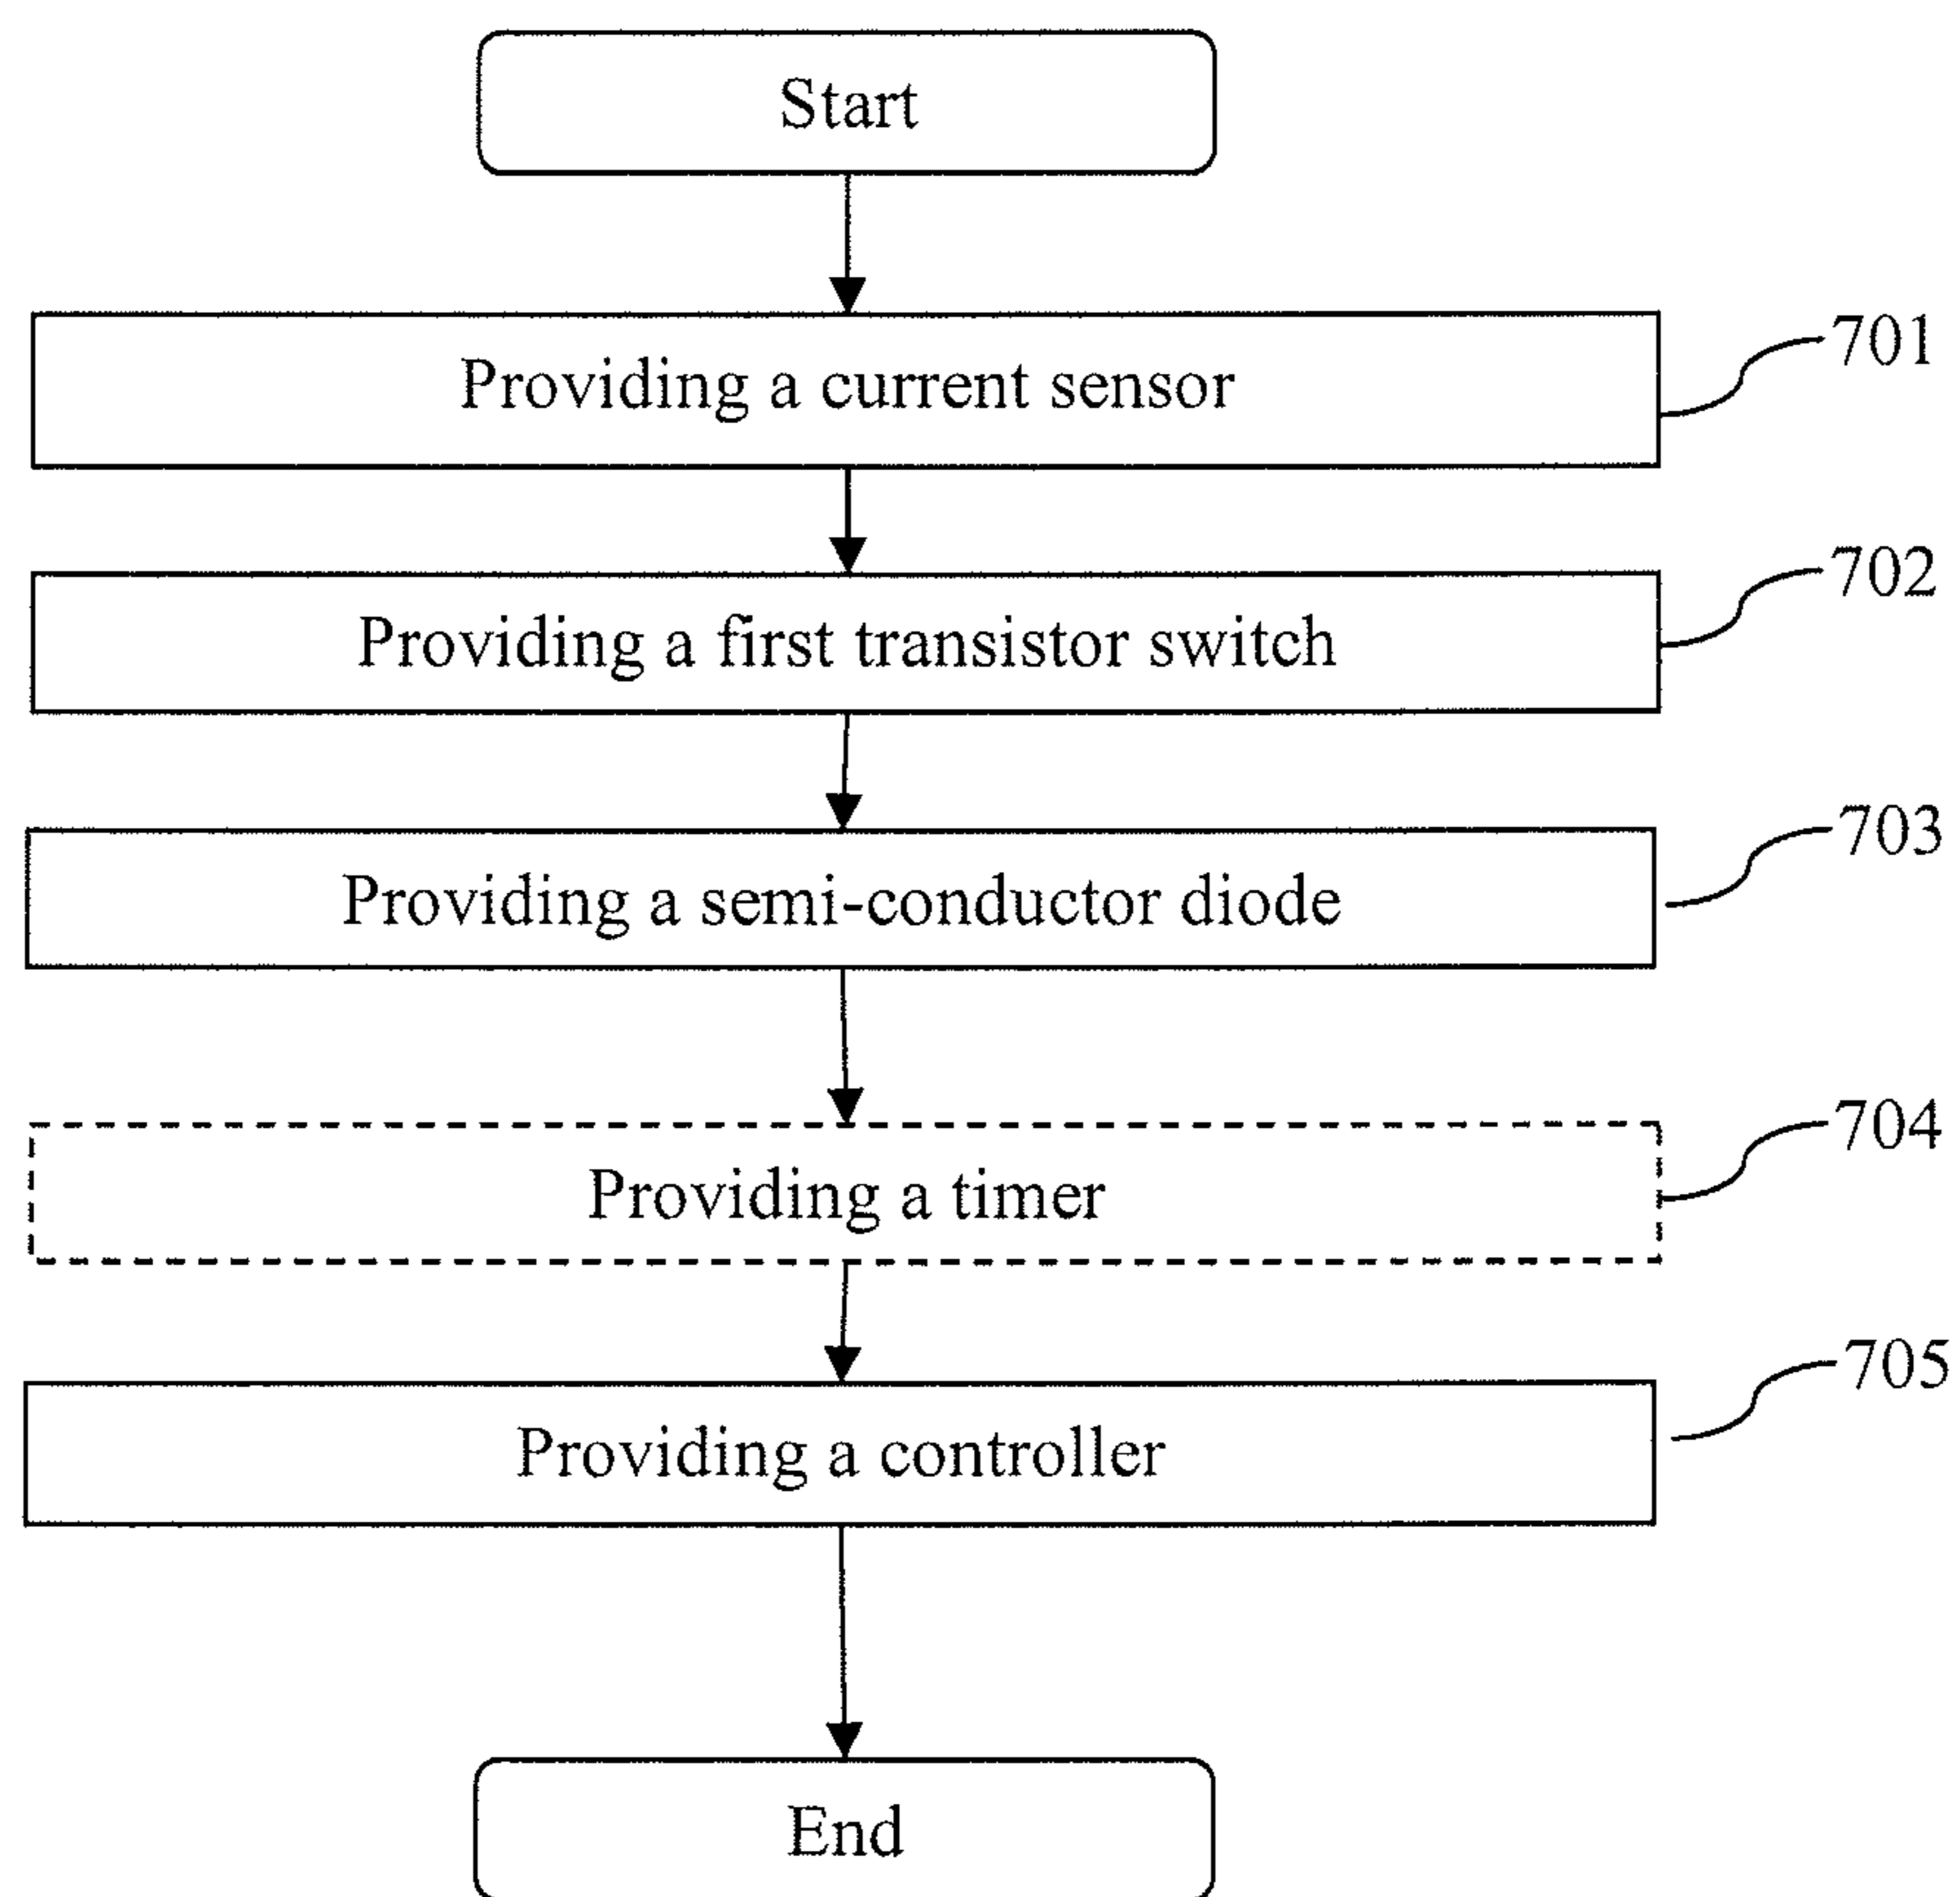 Start
Providing a current sensor
701
Providing a first transistor switch
702
Providing a semi-conductor diode
703
Providing a timer
704
Providing a controller
705
End